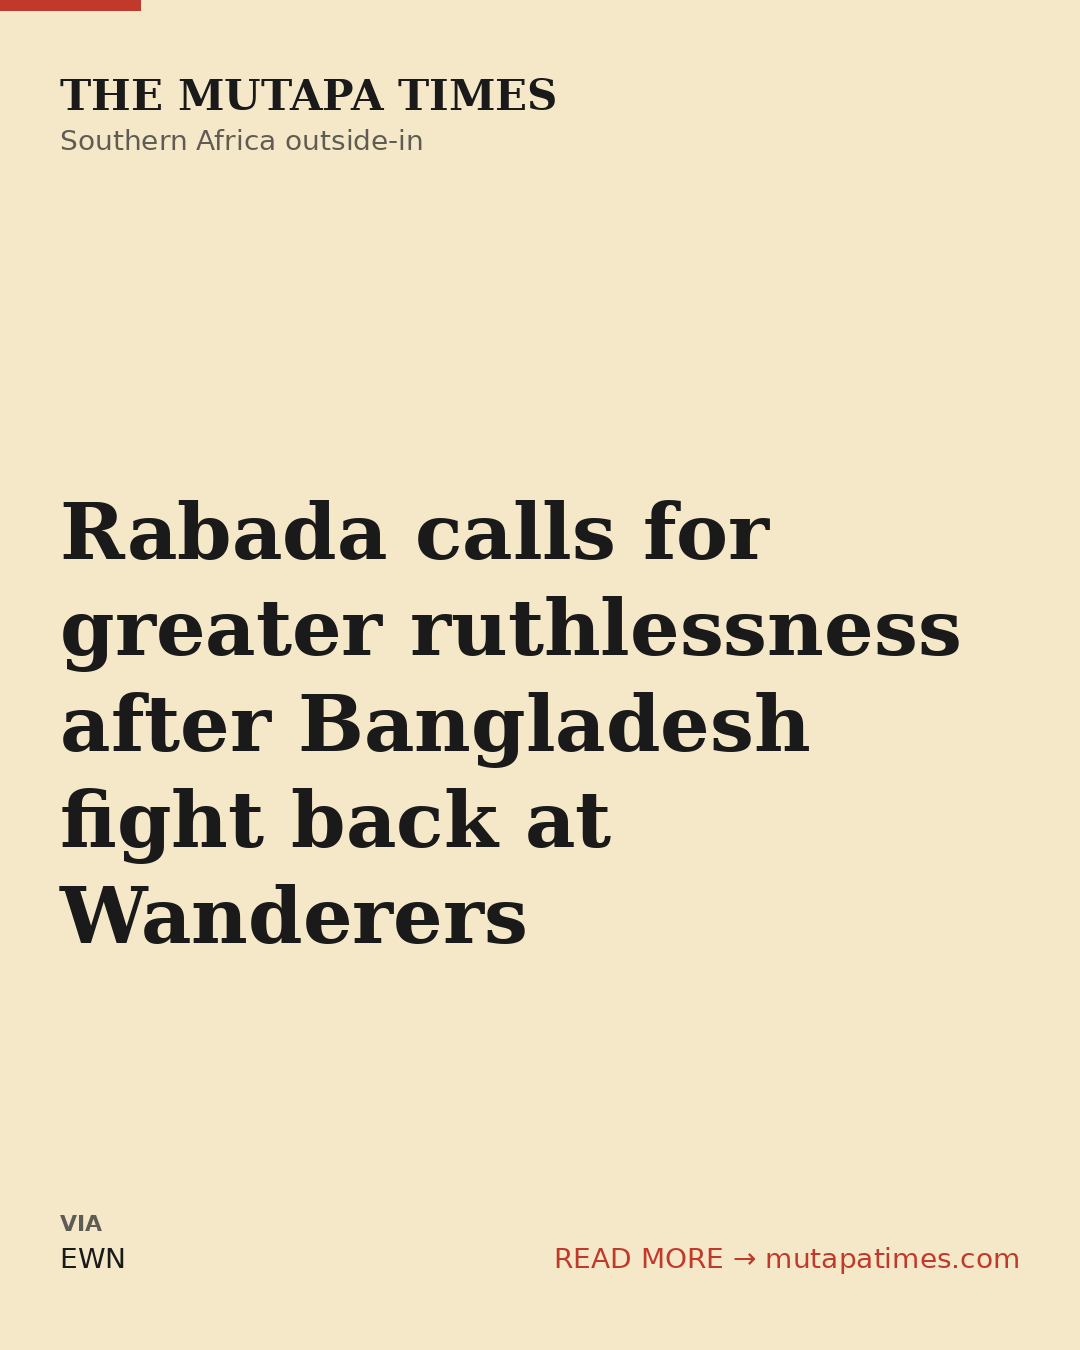 THE MUTAPA TIMES
Southern Africa outside-in
Rabada calls for
greater ruthlessness
after Bangladesh
fight back at
Wanderers
VIA
EWN
READ MORE → mutapatimes.com